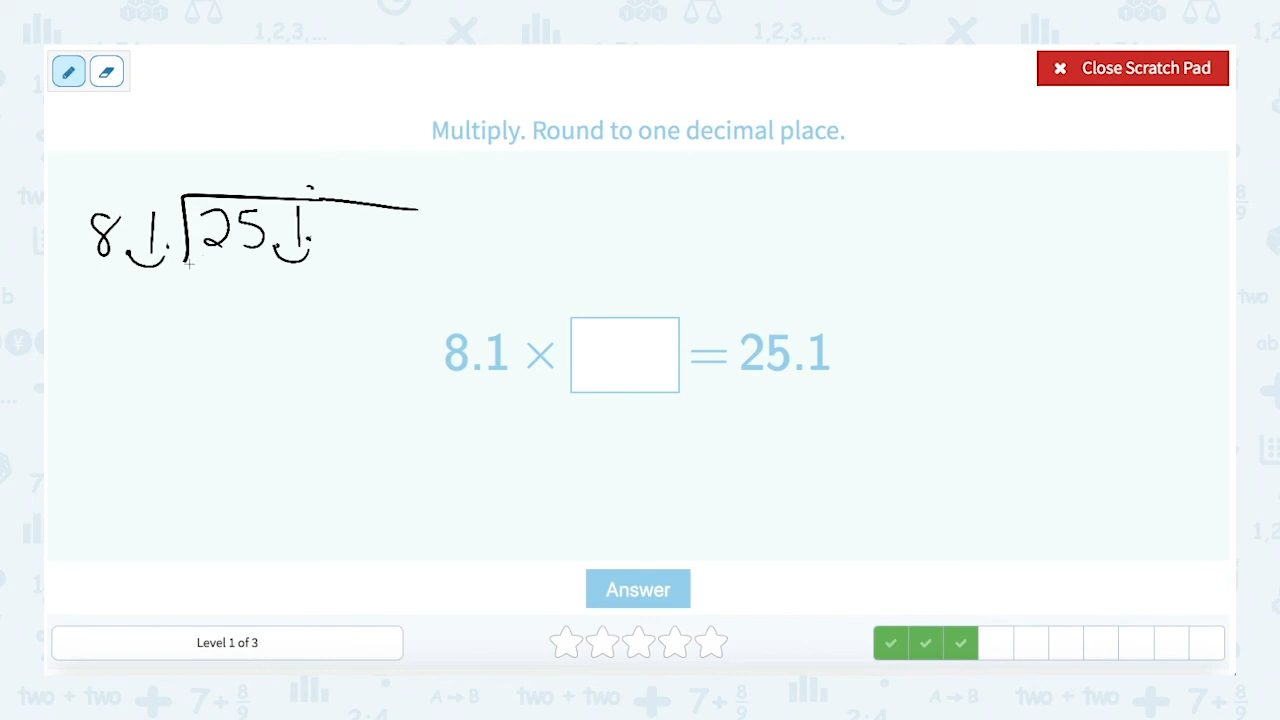 Close Scratch Pad
Multiply. Round to one decimal place.
8.1. 25.1.
8.1 × = 25.1
Answer
Level 1 of 3